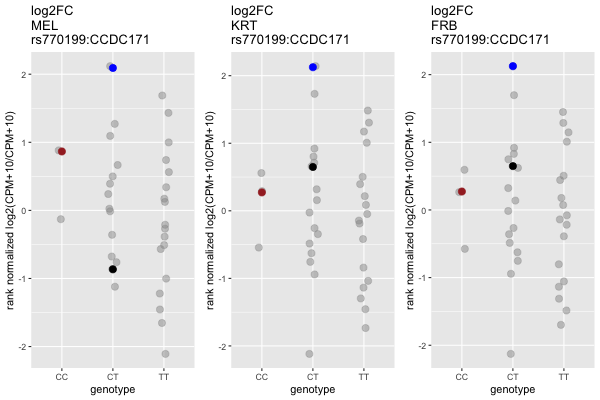 log2FC
MEL
rs770199:CCDC171
rank normalized log2(CPM+10/CPM+10)
2
1
0
-1
-2
CC
CT
TT
genotype
log2FC
KRT
rs770199:CCDC171
rank normalized log2(CPM+10/CPM+10)
2
1
0
-1
-2
CC
CT
TT
genotype
log2FC
FRB
rs770199:CCDC171
rank normalized log2(CPM+10/CPM+10)
2
1
0
-1
-2
CC
CT
TT
genotype